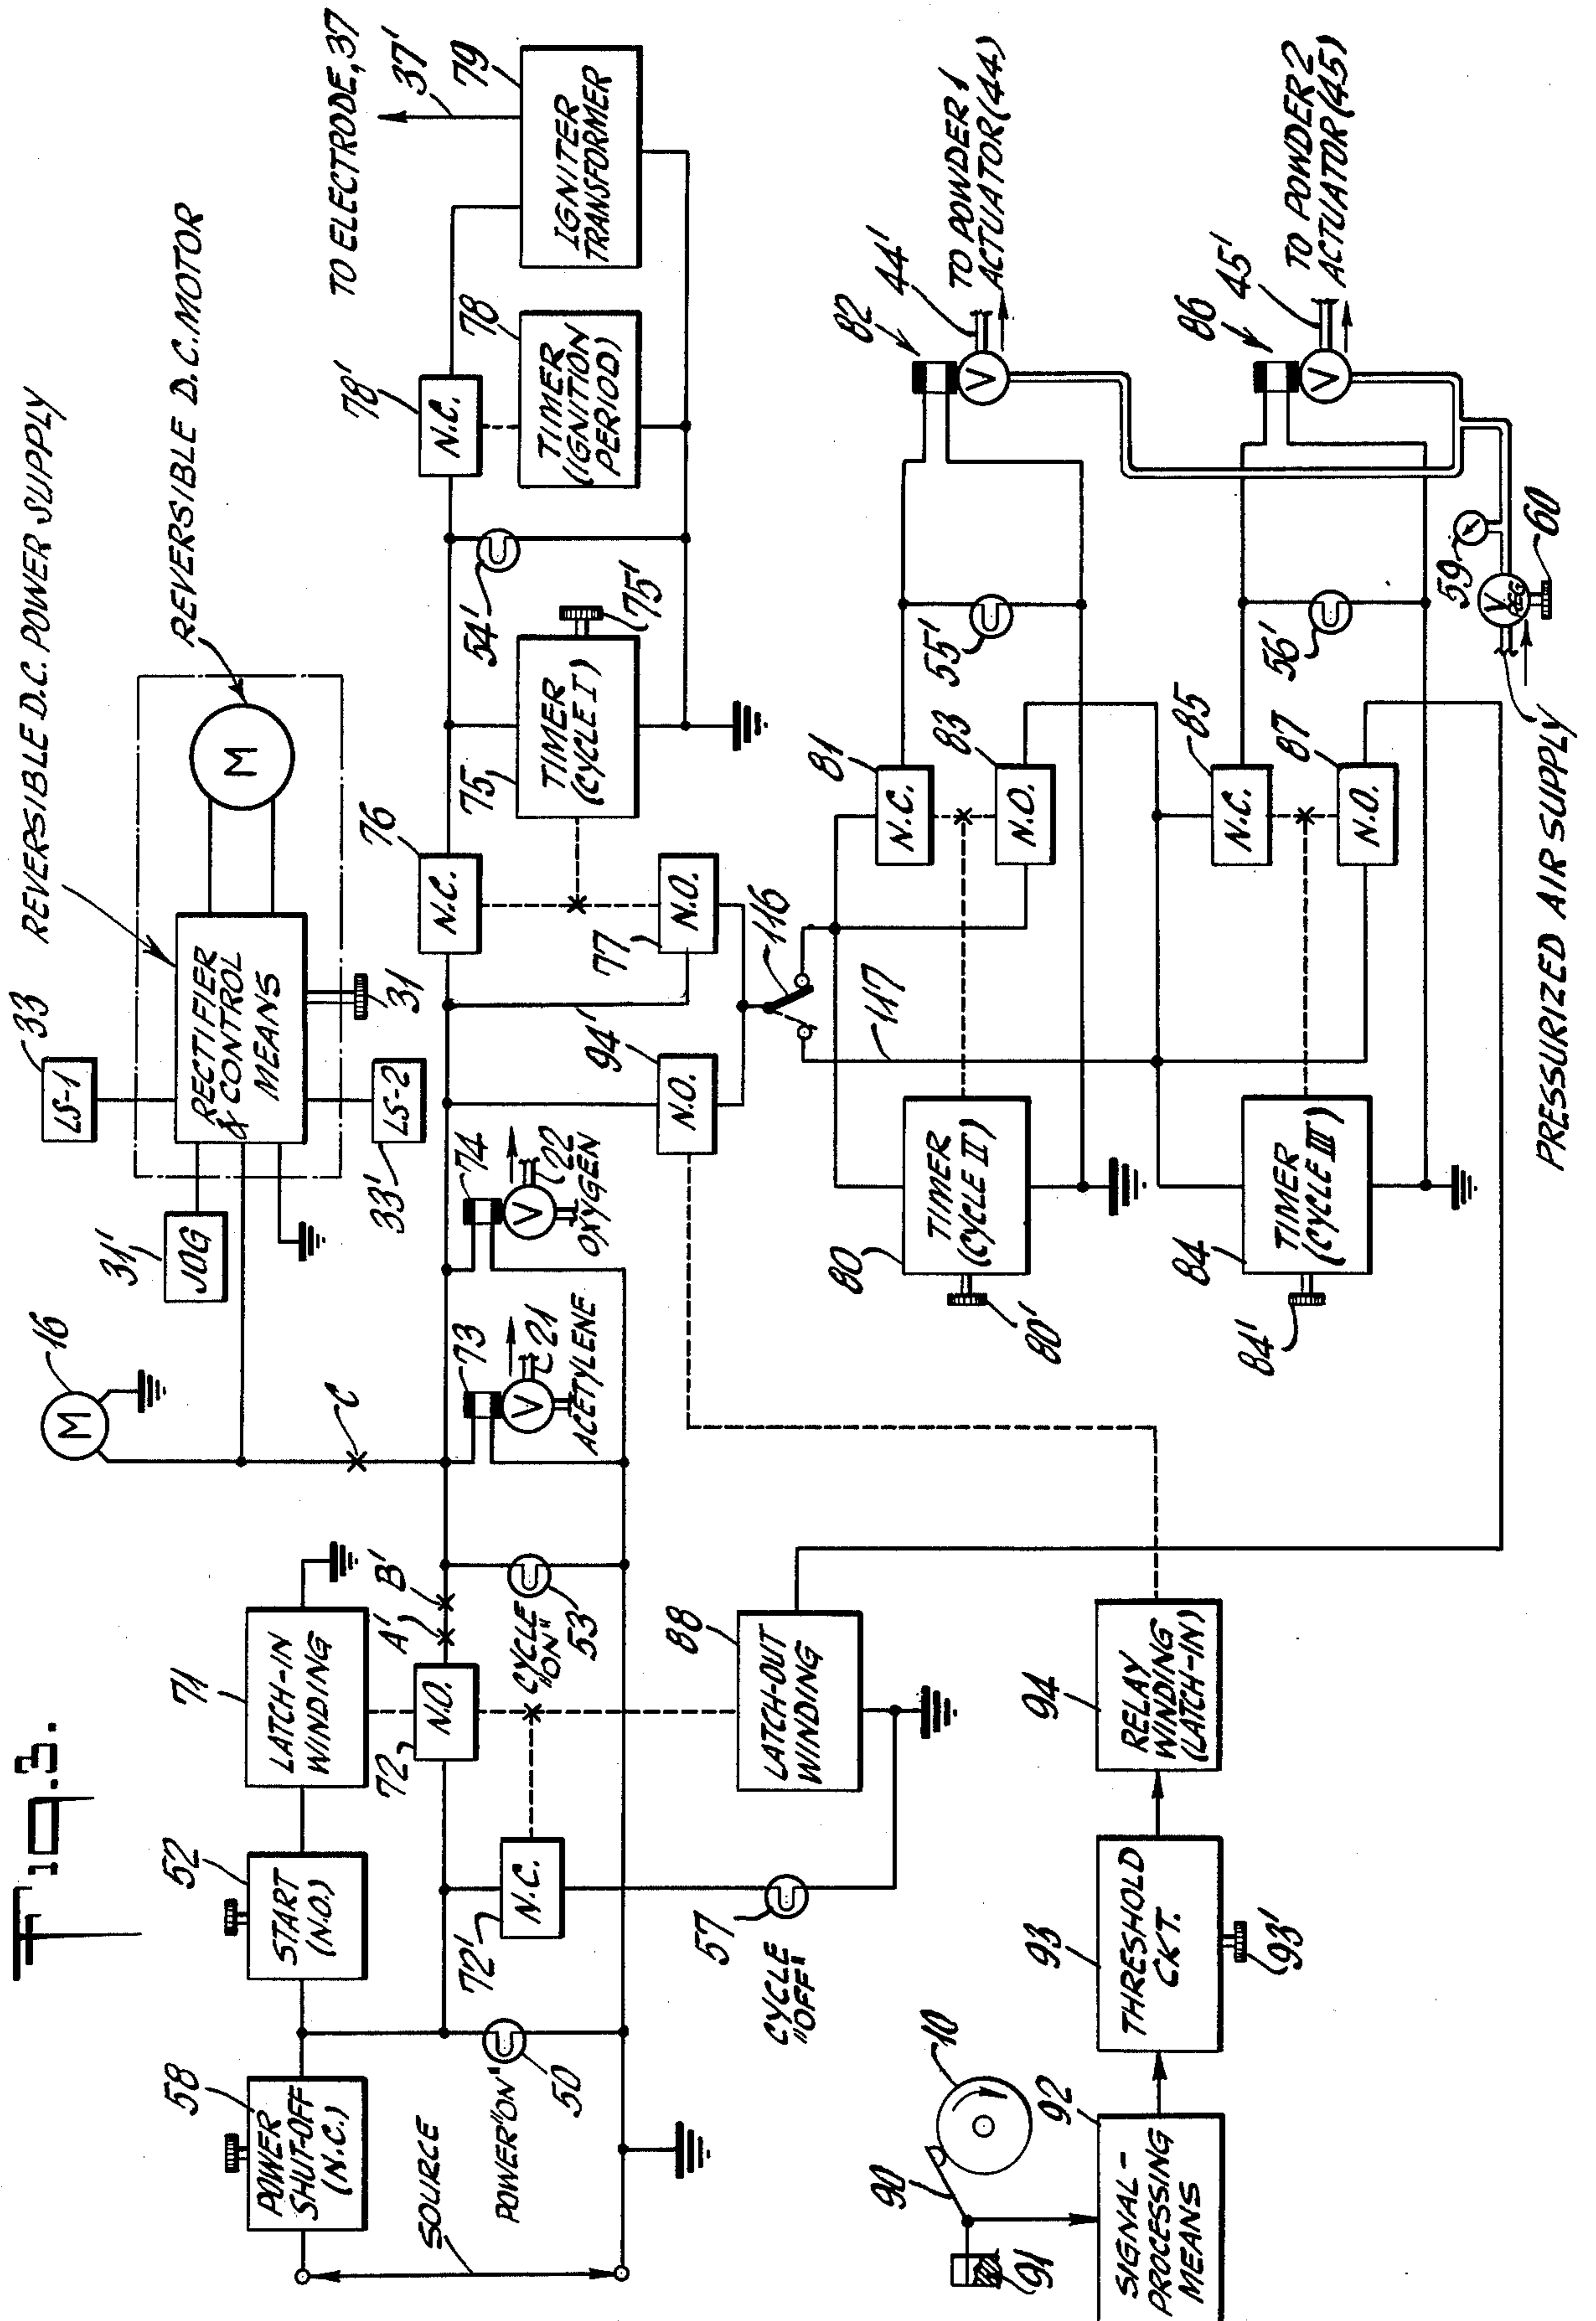 Fig. 3.
58
POWER
SHUT-OFF
(N.C.)
52
START
(N.O.)
71
LATCH-IN
WINDING
16
M
C
31'
JOG
33
LS-1
33'
LS-2
REVERSIBLE D.C. POWER SUPPLY
RECTIFIER
& CONTROL
MEANS
31
REVERSIBLE D.C. MOTOR
M
SOURCE
POWER "ON"
50
72
N.O.
A'
B'
72'
N.C.
CYCLE
"ON"
53'
57
CYCLE
"OFF"
88
LATCH-OUT
WINDING
73
V
21
ACETYLENE
74
V
22
OXYGEN
94'
N.O.
76
N.C.
77
N.O.
75
TIMER
(CYCLE I)
75'
54'
78'
N.C.
78
TIMER
(IGNITION
PERIOD)
TO ELECTRODE, 37
37'
79
IGNITER
TRANSFORMER
116
117
80
TIMER
(CYCLE II)
80'
81
N.C.
83
N.O.
55'
82
V
44'
TO POWDER 1
ACTUATOR (44)
84
TIMER
(CYCLE III)
84'
85
N.C.
87
N.O.
56'
86
V
45'
TO POWDER 2
ACTUATOR (45)
59
V
REG
60
PRESSURIZED AIR SUPPLY
90
10
91
92
SIGNAL-
PROCESSING
MEANS
93
THRESHOLD
CKT.
93'
94
RELAY
WINDING
(LATCH-IN)